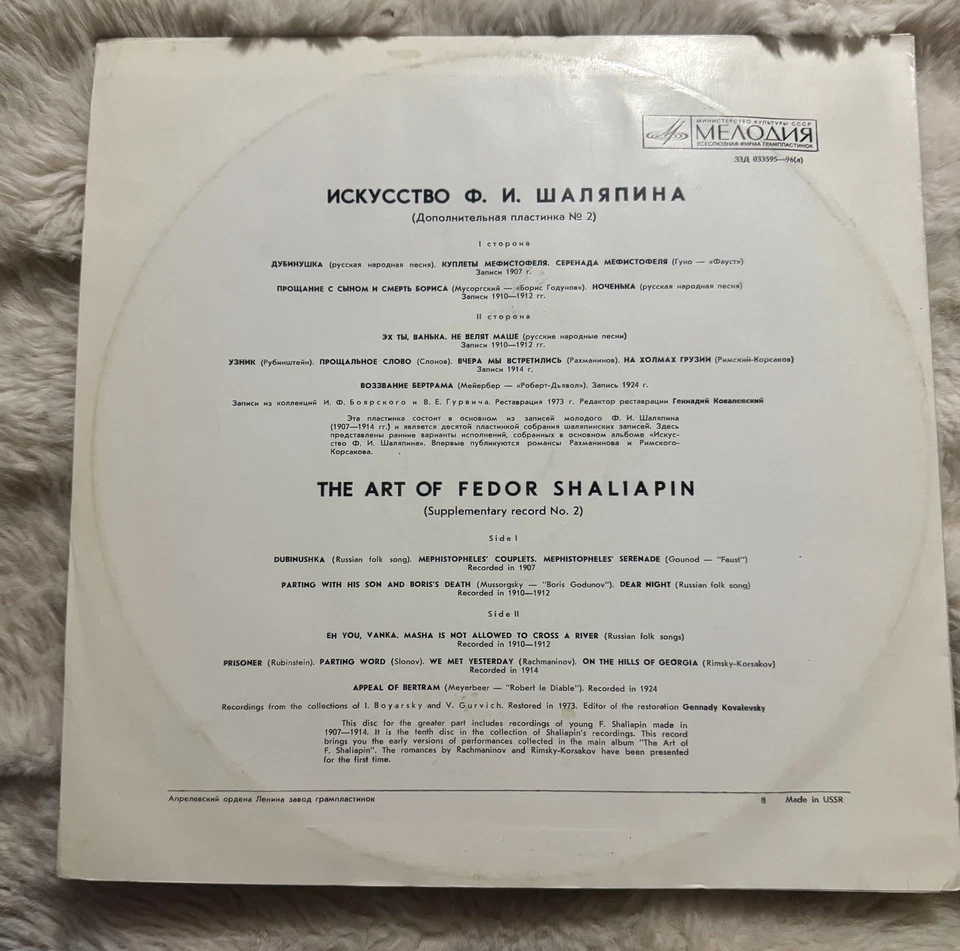 МИНИСТЕРСТВО КУЛЬТУРЫ СССР
МЕЛОДИЯ
ВСЕСОЮЗНАЯ ФИРМА ГРАМПЛАСТИНОК
33Д 033595—96(а)
ИСКУССТВО Ф. И. ШАЛЯПИНА
(Дополнительная пластинка № 2)
I сторона
ДУБИНУШКА (русская народная песня). КУПЛЕТЫ МЕФИСТОФЕЛЯ. СЕРЕНАДА МЕФИСТОФЕЛЯ (Гуно — «Фауст»)
Записи 1907 г.
ПРОЩАНИЕ С СЫНОМ И СМЕРТЬ БОРИСА (Мусоргский — «Борис Годунов»). НОЧЕНЬКА (русская народная песня)
Записи 1910—1912 гг.
II сторона
ЭХ ТЫ, ВАНЬКА. НЕ ВЕЛЯТ МАШЕ (русские народные песни)
Записи 1910—1912 гг.
УЗНИК (Рубинштейн). ПРОЩАЛЬНОЕ СЛОВО (Слонов). ВЧЕРА МЫ ВСТРЕТИЛИСЬ (Рахманинов). НА ХОЛМАХ ГРУЗИИ (Римский-Корсаков)
Записи 1914 г.
ВОЗЗВАНИЕ БЕРТРАМА (Мейербер — «Роберт-Дьявол»). Запись 1924 г.
Записи из коллекций И. Ф. Боярского и В. Е. Гурвича. Реставрация 1973 г. Редактор реставрации Геннадий Ковалевский
Эта пластинка состоит в основном из записей молодого Ф. И. Шаляпина
(1907—1914 гг.) и является десятой пластинкой собрания шаляпинских записей. Здесь
представлены ранние варианты исполнений, собранных в основном альбоме «Искус-
ство Ф. И. Шаляпина». Впервые публикуются романсы Рахманинова и Римского-
Корсакова.
THE ART OF FEDOR SHALIAPIN
(Supplementary record No. 2)
Side I
DUBINUSHKA (Russian folk song). MEPHISTOPHELES' COUPLETS. MEPHISTOPHELES' SERENADE (Gounod — "Faust")
Recorded in 1907
PARTING WITH HIS SON AND BORIS'S DEATH (Mussorgsky — "Boris Godunov"). DEAR NIGHT (Russian folk song)
Recorded in 1910—1912
Side II
EH YOU, VANKA. MASHA IS NOT ALLOWED TO CROSS A RIVER (Russian folk songs)
Recorded in 1910—1912
PRISONER (Rubinstein). PARTING WORD (Slonov). WE MET YESTERDAY (Rachmaninov). ON THE HILLS OF GEORGIA (Rimsky-Korsakov)
Recorded in 1914
APPEAL OF BERTRAM (Meyerbeer — "Robert le Diable"). Recorded in 1924
Recordings from the collections of I. Boyarsky and V. Gurvich. Restored in 1973. Editor of the restoration Gennady Kovalevsky
This disc for the greater part includes recordings of young F. Shaliapin made in
1907—1914. It is the tenth disc in the collection of Shaliapin's recordings. This record
brings you the early versions of performances collected in the main album "The Art of
F. Shaliapin". The romances by Rachmaninov and Rimsky-Korsakov have been presented
for the first time.
Апрелевский ордена Ленина завод грампластинок
8 Made in USSR